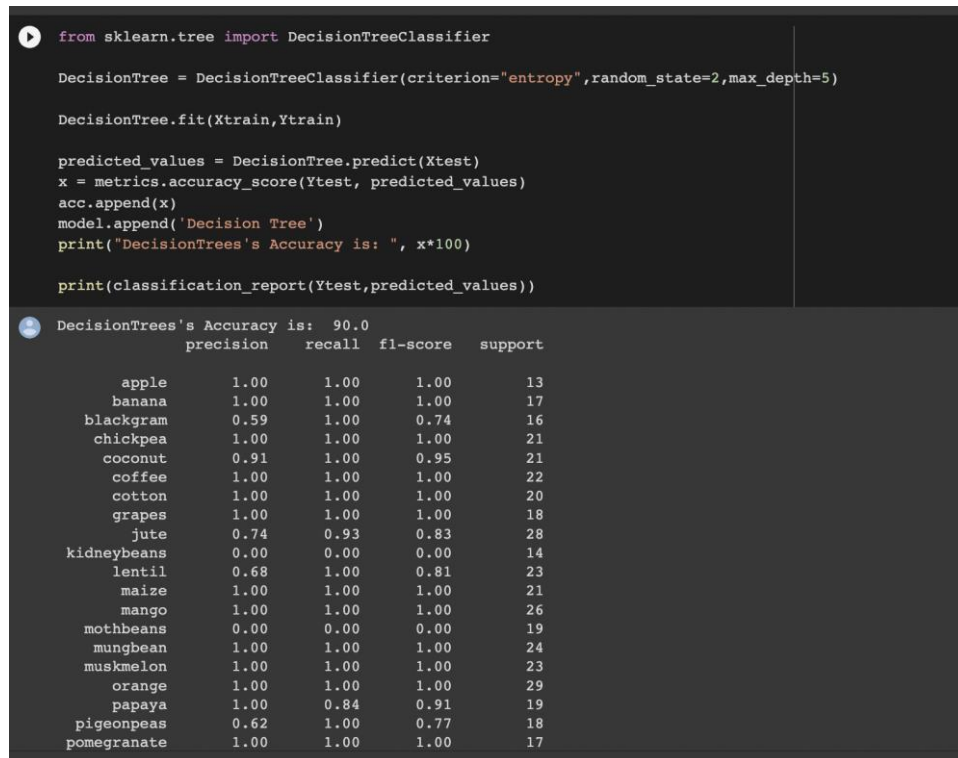 from sklearn.tree import DecisionTreeClassifier
DecisionTree = DecisionTreeClassifier(criterion="entropy",random_state=2,max_depth=5)
DecisionTree.fit(Xtrain,Ytrain)
predicted_values = DecisionTree.predict(Xtest)
x = metrics.accuracy_score(Ytest, predicted_values)
acc.append(x)
model.append('Decision Tree')
print("DecisionTrees's Accuracy is: ", x*100)
print(classification_report(Ytest,predicted_values))
DecisionTrees's Accuracy is:  90.0
precision recall f1-score support
apple 1.00 1.00 1.00 13
banana 1.00 1.00 1.00 17
blackgram 0.59 1.00 0.74 16
chickpea 1.00 1.00 1.00 21
coconut 0.91 1.00 0.95 21
coffee 1.00 1.00 1.00 22
cotton 1.00 1.00 1.00 20
grapes 1.00 1.00 1.00 18
jute 0.74 0.93 0.83 28
kidneybeans 0.00 0.00 0.00 14
lentil 0.68 1.00 0.81 23
maize 1.00 1.00 1.00 21
mango 1.00 1.00 1.00 26
mothbeans 0.00 0.00 0.00 19
mungbean 1.00 1.00 1.00 24
muskmelon 1.00 1.00 1.00 23
orange 1.00 1.00 1.00 29
papaya 1.00 0.84 0.91 19
pigeonpeas 0.62 1.00 0.77 18
pomegranate 1.00 1.00 1.00 17